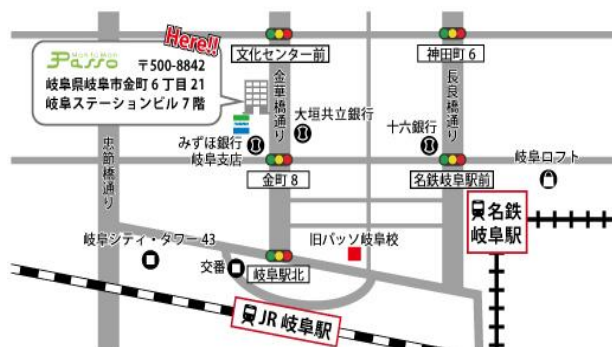 Here!!
Passo
〒500-8842
岐阜県岐阜市金町6丁目21
岐阜ステーションビル7階
文化センター前
神田町6
金華橋通り
長良橋通り
大垣共立銀行
十六銀行
みずほ銀行
岐阜支店
岐阜ロフト
忠節橋通り
金町8
名鉄岐阜駅前
名鉄
岐阜駅
岐阜シティ・タワー43
旧パッソ岐阜校
交番
岐阜駅北
JR岐阜駅